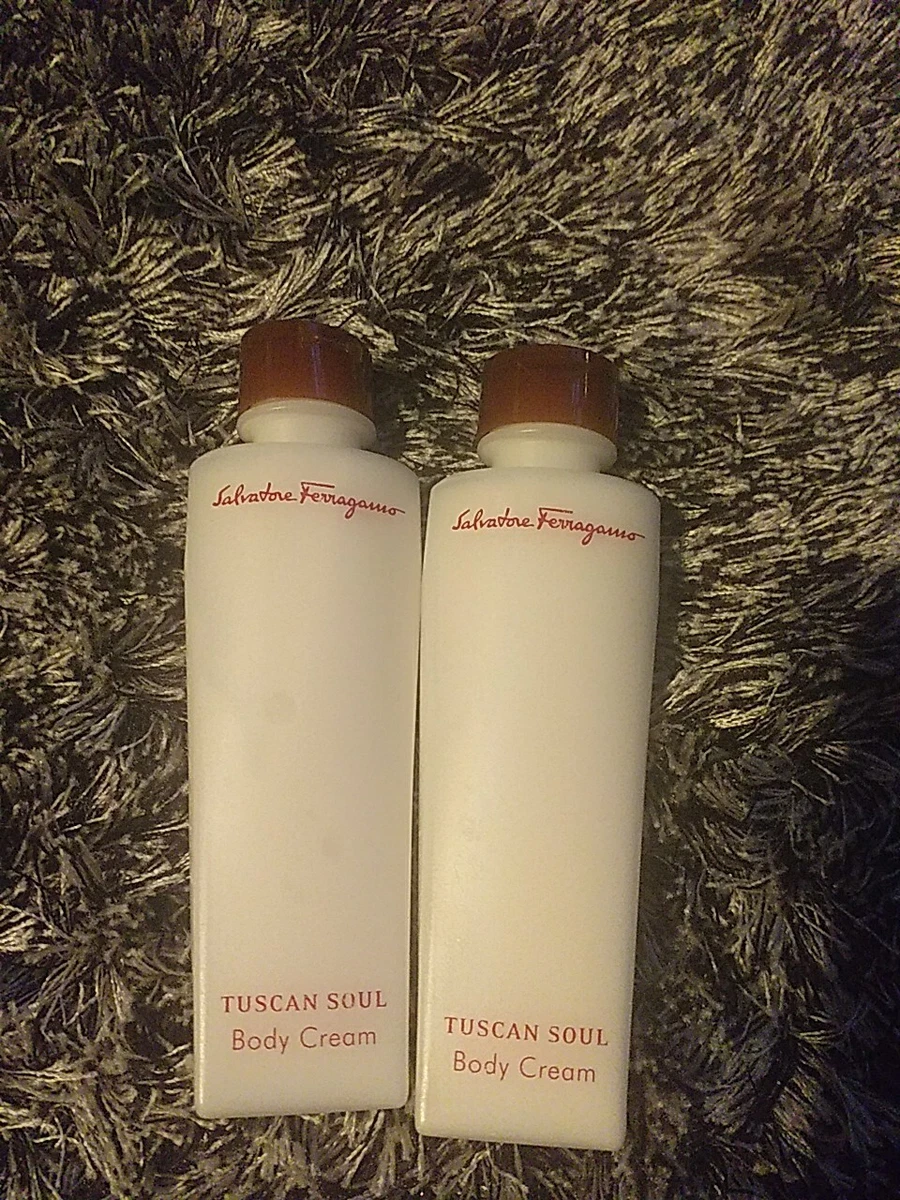 Salvatore Ferragamo
TUSCAN SOUL
Body Cream
Salvatore Ferragamo
TUSCAN SOUL
Body Cream